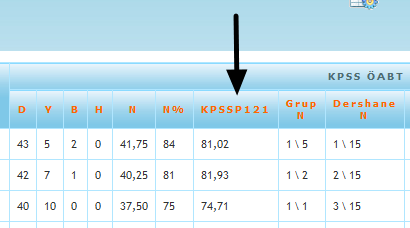 KPSS ÖABT
D Y B H N N% KPSSP121 Grup N Dershane N
43 5 2 0 41,75 84 81,02 1 \ 5 1 \ 15
42 7 1 0 40,25 81 81,93 1 \ 2 2 \ 15
40 10 0 0 37,50 75 74,71 1 \ 1 3 \ 15